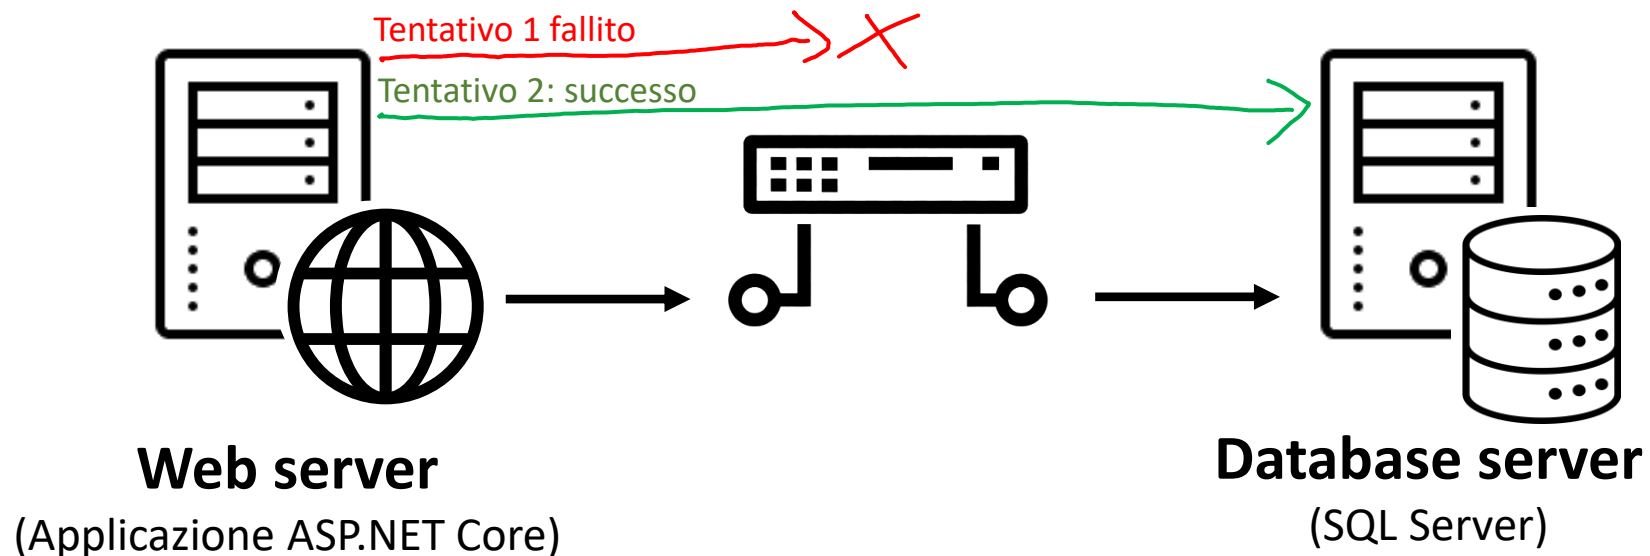 Tentativo 1 fallito
Tentativo 2: successo
Web server
(Applicazione ASP.NET Core)
Database server
(SQL Server)